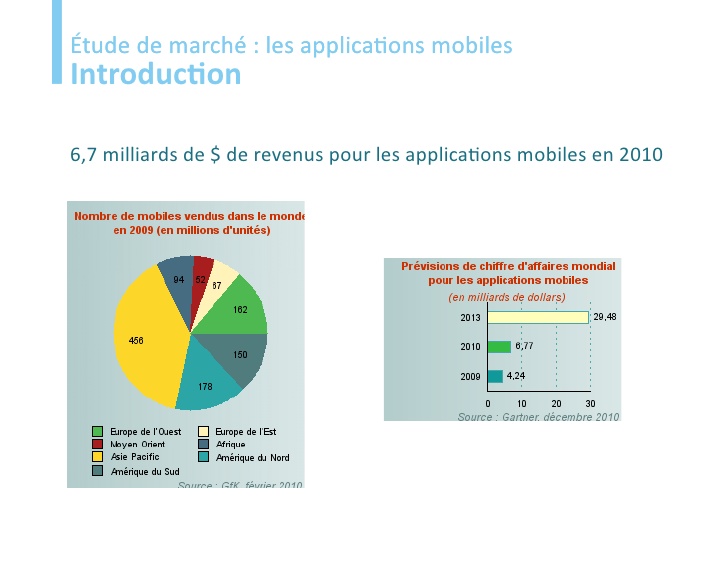 Étude de marché : les applications mobiles
Introduction
6,7 milliards de $ de revenus pour les applications mobiles en 2010
Nombre de mobiles vendus dans le monde
en 2009 (en millions d'unités)
94
52
67
162
456
150
178
Europe de l'Ouest
Europe de l'Est
Moyen Orient
Afrique
Asie Pacific
Amérique du Nord
Amérique du Sud
Source : GfK, février 2010
Prévisions de chiffre d'affaires mondial
pour les applications mobiles
(en milliards de dollars)
2013 29,48
2010 6,77
2009 4,24
0 10 20 30
Source : Gartner, décembre 2010